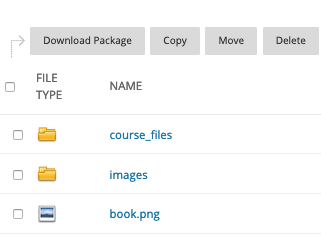 Download Package Copy Move Delete
FILE TYPE NAME
course_files
images
book.png